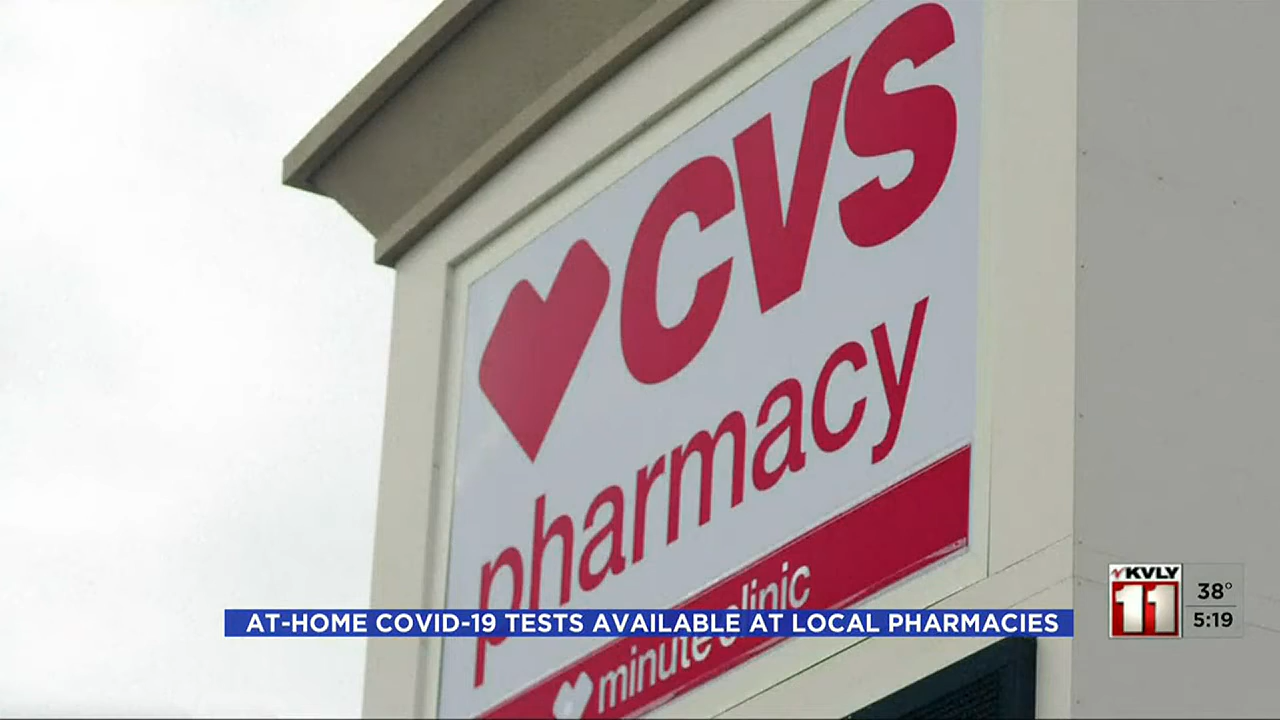 CVS
pharmacy
minute clinic
AT-HOME COVID-19 TESTS AVAILABLE AT LOCAL PHARMACIES
KVLY
11
38°
5:19